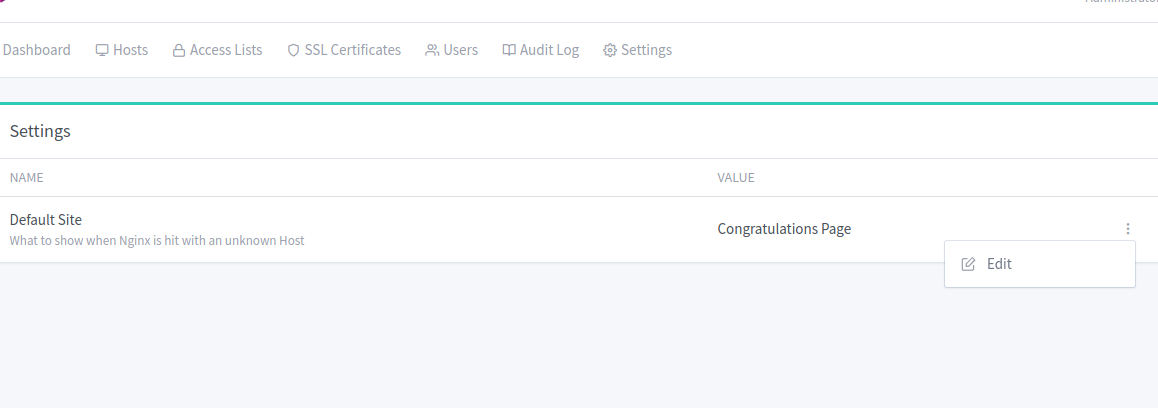 Administrator
Dashboard Hosts Access Lists SSL Certificates Users Audit Log Settings
Settings
NAME VALUE
Default Site
What to show when Nginx is hit with an unknown Host
Congratulations Page
Edit